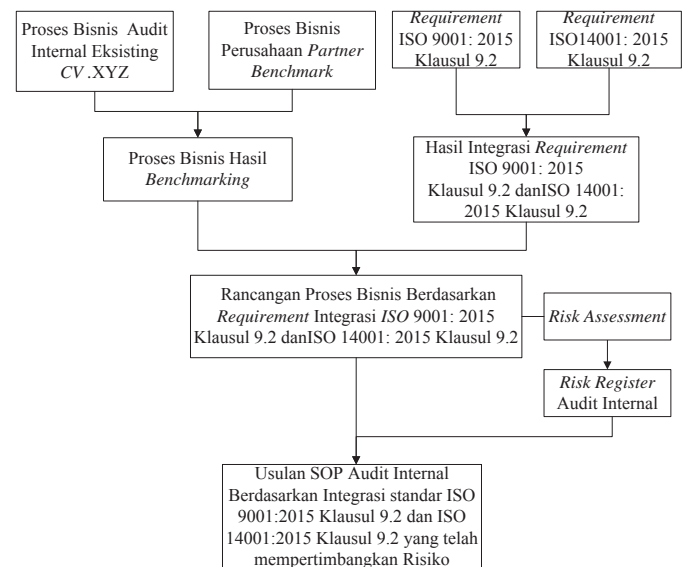 Proses Bisnis Audit
Internal Eksisting
CV .XYZ
Proses Bisnis
Perusahaan Partner
Benchmark
Requirement
ISO 9001: 2015
Klausul 9.2
Requirement
ISO14001: 2015
Klausul 9.2
Proses Bisnis Hasil
Benchmarking
Hasil Integrasi Requirement
ISO 9001: 2015
Klausul 9.2 danISO 14001:
2015 Klausul 9.2
Rancangan Proses Bisnis Berdasarkan
Requirement Integrasi ISO 9001: 2015
Klausul 9.2 danISO 14001: 2015 Klausul 9.2
Risk Assessment
Risk Register
Audit Internal
Usulan SOP Audit Internal
Berdasarkan Integrasi standar ISO
9001:2015 Klausul 9.2 dan ISO
14001:2015 Klausul 9.2 yang telah
mempertimbangkan Risiko